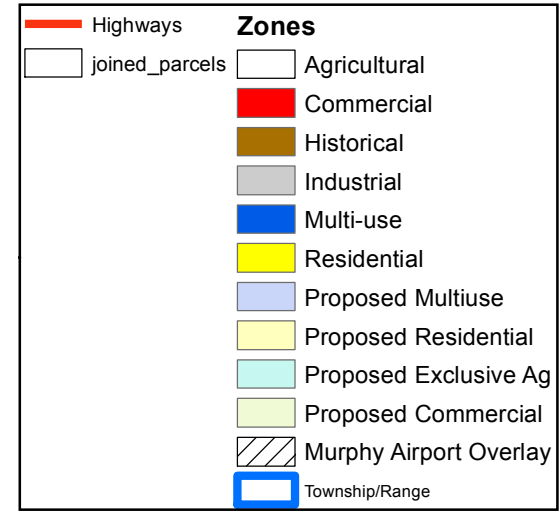 Highways
joined_parcels
Zones
Agricultural
Commercial
Historical
Industrial
Multi-use
Residential
Proposed Multiuse
Proposed Residential
Proposed Exclusive Ag
Proposed Commercial
Murphy Airport Overlay
Township/Range